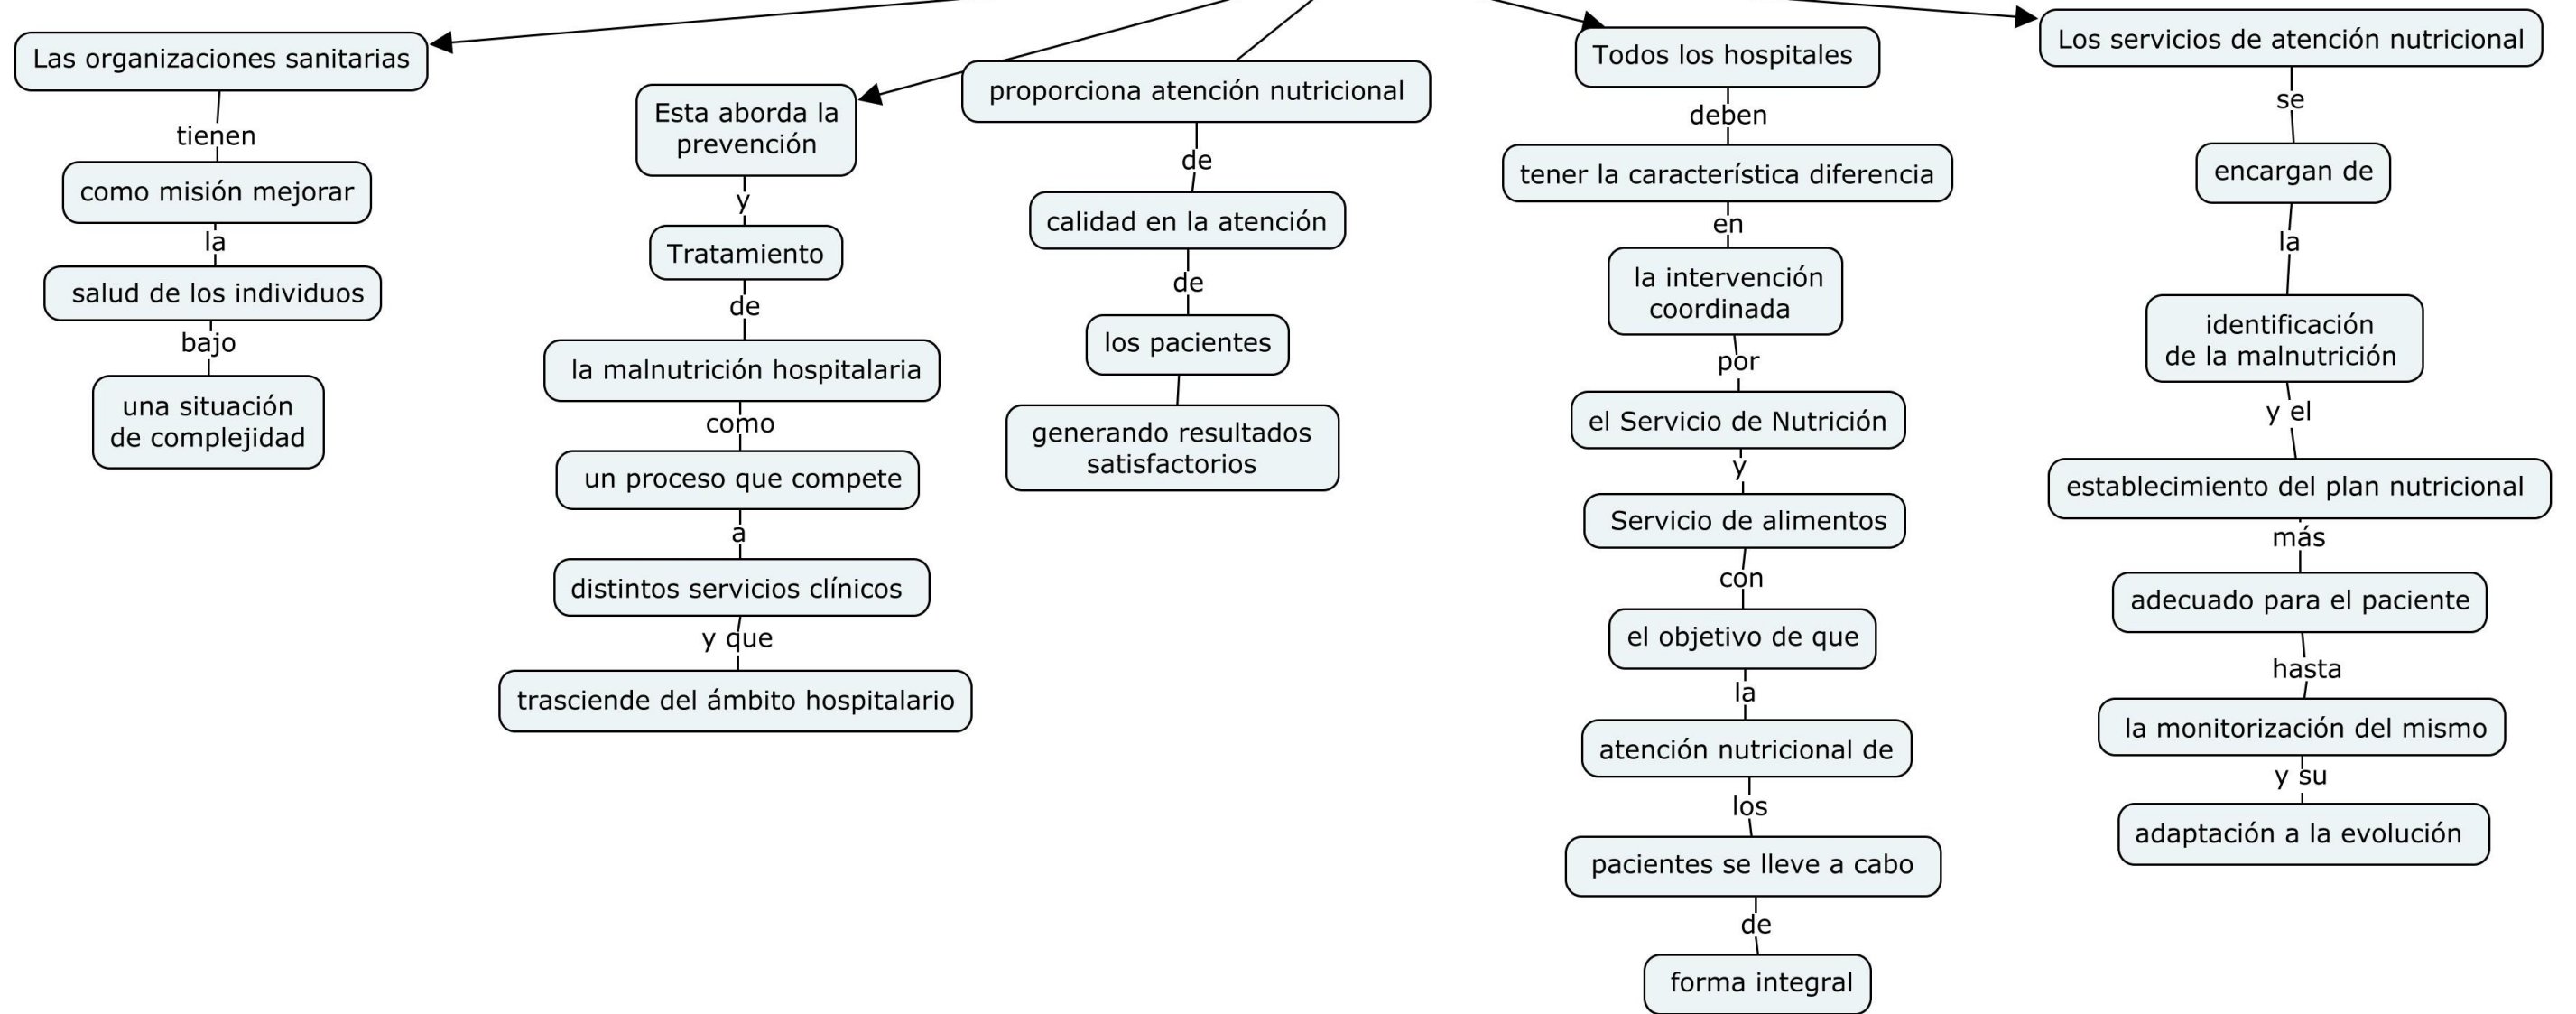 Las organizaciones sanitarias
tienen
como misión mejorar
la
salud de los individuos
bajo
una situación
de complejidad
Esta aborda la
prevención
y
Tratamiento
de
la malnutrición hospitalaria
como
un proceso que compete
a
distintos servicios clínicos
y que
trasciende del ámbito hospitalario
proporciona atención nutricional
de
calidad en la atención
de
los pacientes
generando resultados
satisfactorios
Todos los hospitales
deben
tener la característica diferencia
en
la intervención
coordinada
por
el Servicio de Nutrición
y
Servicio de alimentos
con
el objetivo de que
la
atención nutricional de
los
pacientes se lleve a cabo
de
forma integral
Los servicios de atención nutricional
se
encargan de
la
identificación
de la malnutrición
y el
establecimiento del plan nutricional
más
adecuado para el paciente
hasta
la monitorización del mismo
y su
adaptación a la evolución